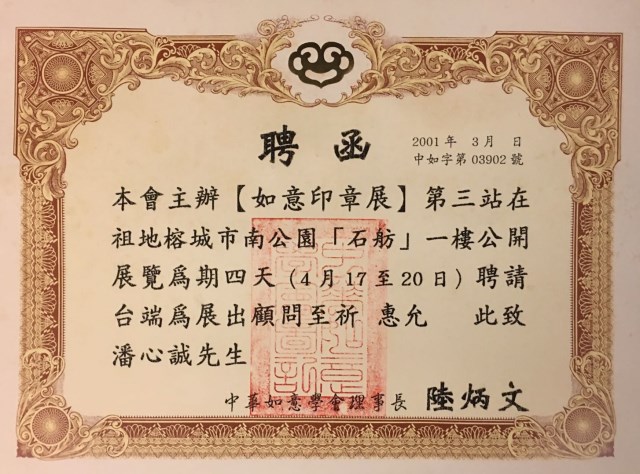 聘函
2001年 3月 日
中如字第03902號
本會主辦【如意印章展】第三站在
祖地榕城市南公園「石舫」一樓公開
展覽為期四天(4月17至20日)聘請
台端為展出顧問至祈 惠允 此致
潘心誠先生
中華如意學會理事長 陸炳文